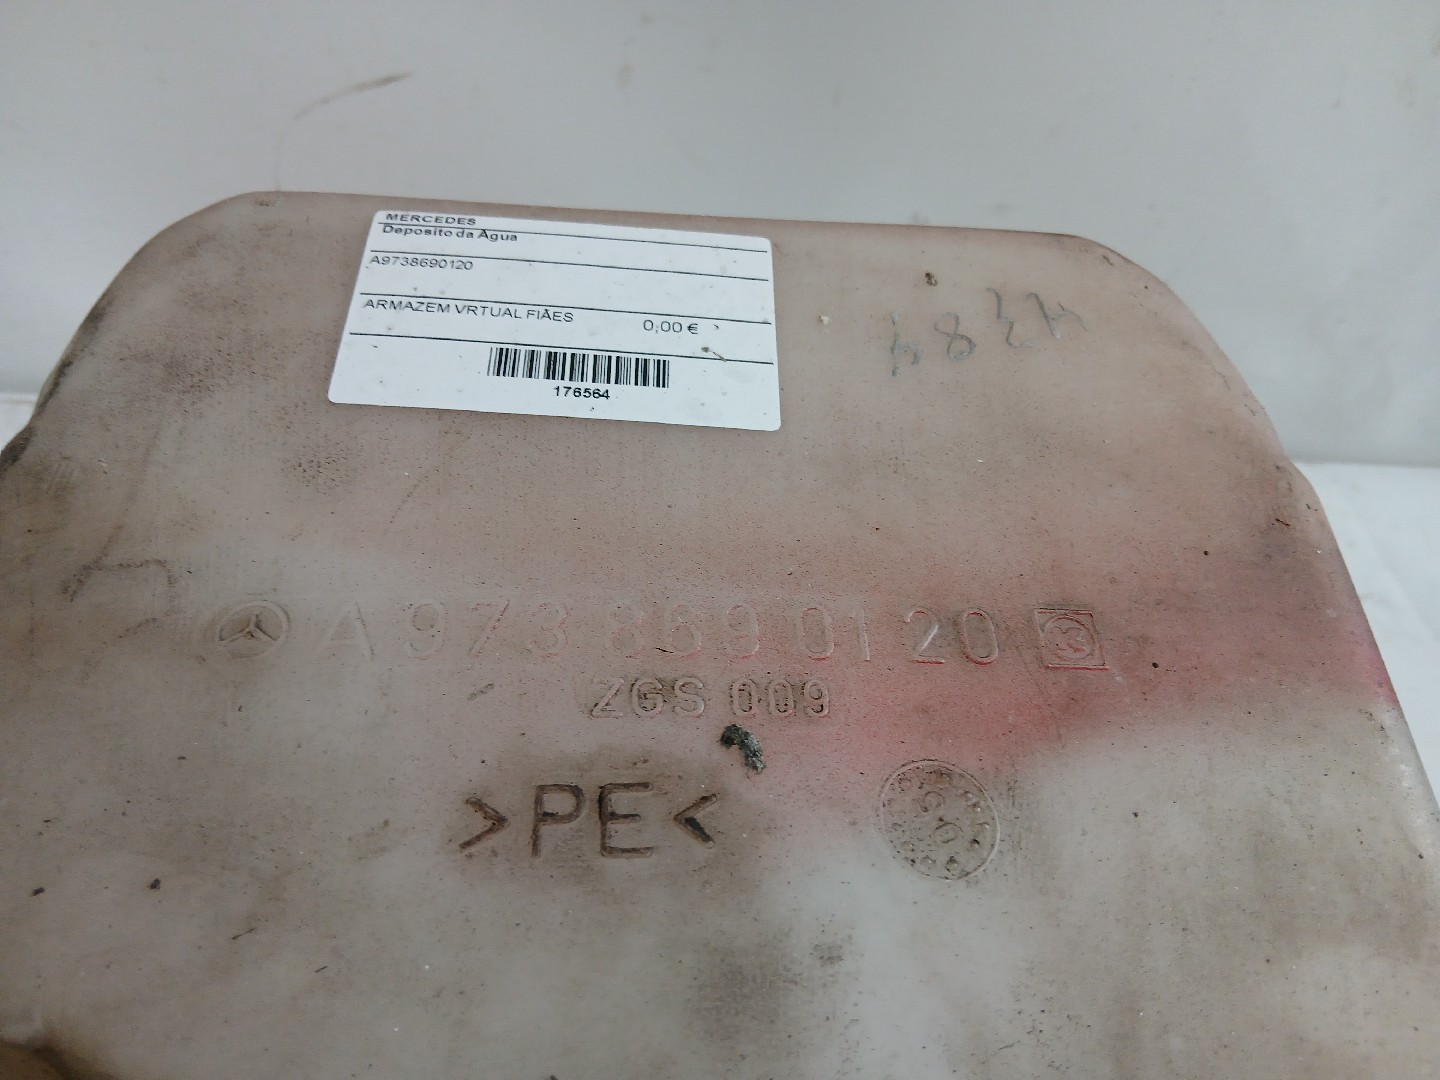 MERCEDES
Deposito da Agua
A9738690120
ARMAZEM VRTUAL FIÃES 0,00 €
176564
A 973 869 01 20
ZGS 009
>PE<